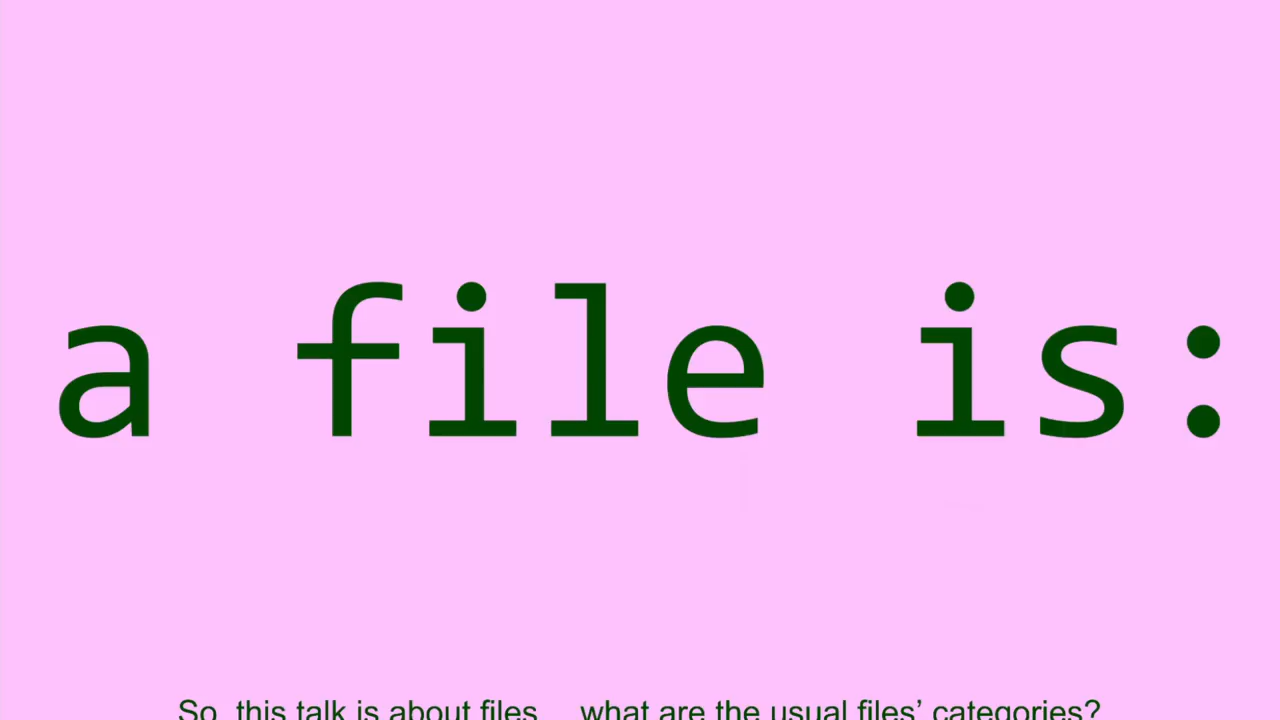 a file is:
So, this talk is about files... what are the usual files’ categories?